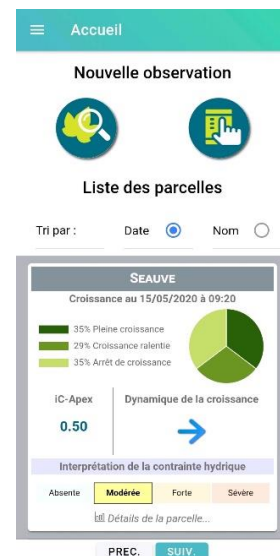 Accueil
Nouvelle observation
Liste des parcelles
Tri par : Date Nom
SEAUVE
Croissance au 15/05/2020 à 09:20
35% Pleine croissance
29% Croissance ralentie
35% Arrêt de croissance
iC-Apex Dynamique de la croissance
0.50
Interprétation de la contrainte hydrique
Absente Modérée Forte Sévère
Détails de la parcelle...
PREC. SUIV.